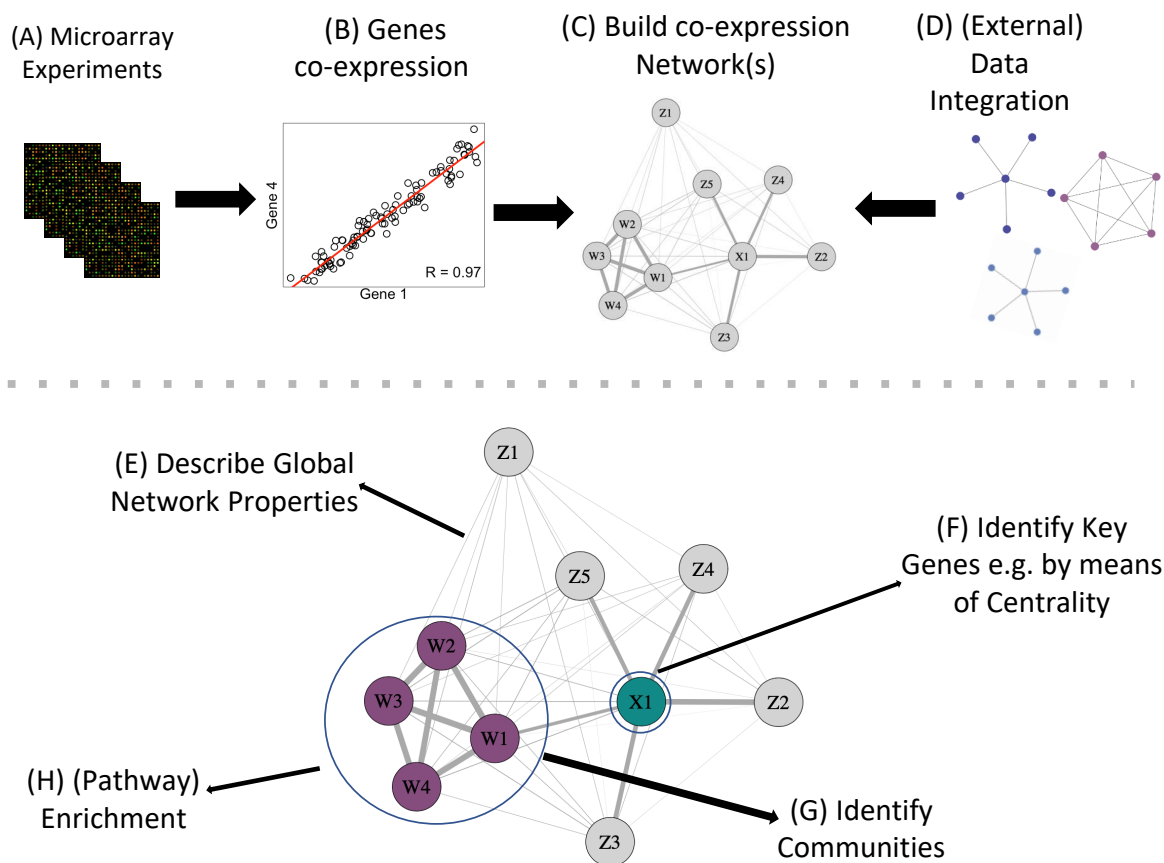 (A) Microarray
Experiments
(B) Genes
co-expression
(C) Build co-expression
Network(s)
(D) (External)
Data
Integration
Gene 4
R = 0.97
Gene 1
Z1
Z5
Z4
W2
W3
W1
X1
Z2
W4
Z3
(E) Describe Global
Network Properties
(F) Identify Key
Genes e.g. by means
of Centrality
Z1
Z5
Z4
W2
W3
X1
Z2
W1
W4
Z3
(H) (Pathway)
Enrichment
(G) Identify
Communities